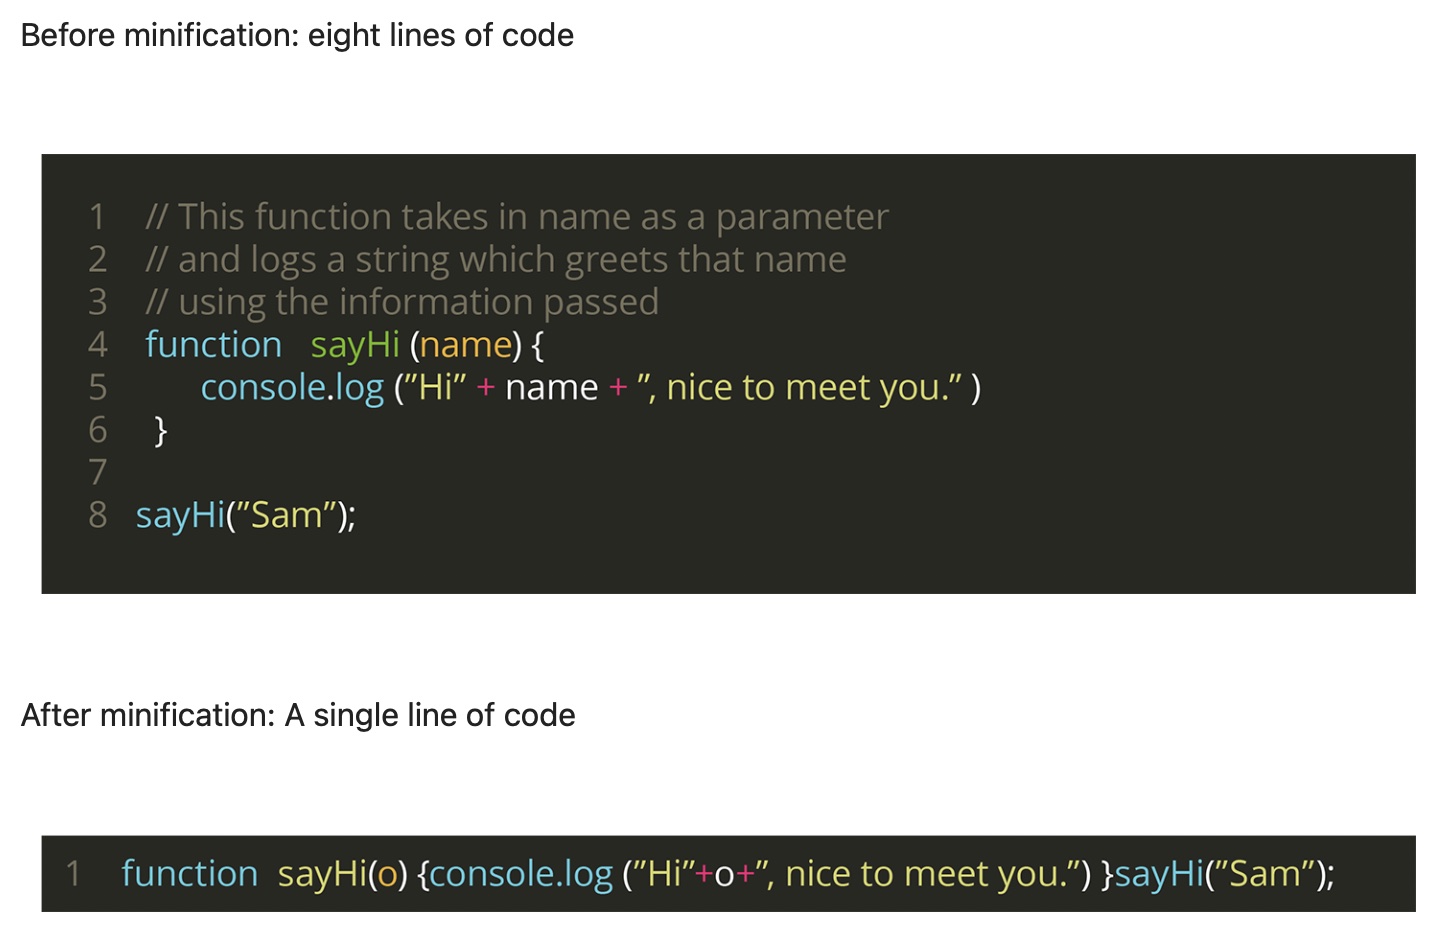 Before minification: eight lines of code
1 // This function takes in name as a parameter
2 // and logs a string which greets that name
3 // using the information passed
4 function sayHi (name) {
5 console.log (”Hi” + name + ”, nice to meet you.” )
6 }
7
8 sayHi(”Sam”);
After minification: A single line of code
1 function sayHi(o) {console.log (”Hi”+o+”, nice to meet you.”) }sayHi(”Sam”);